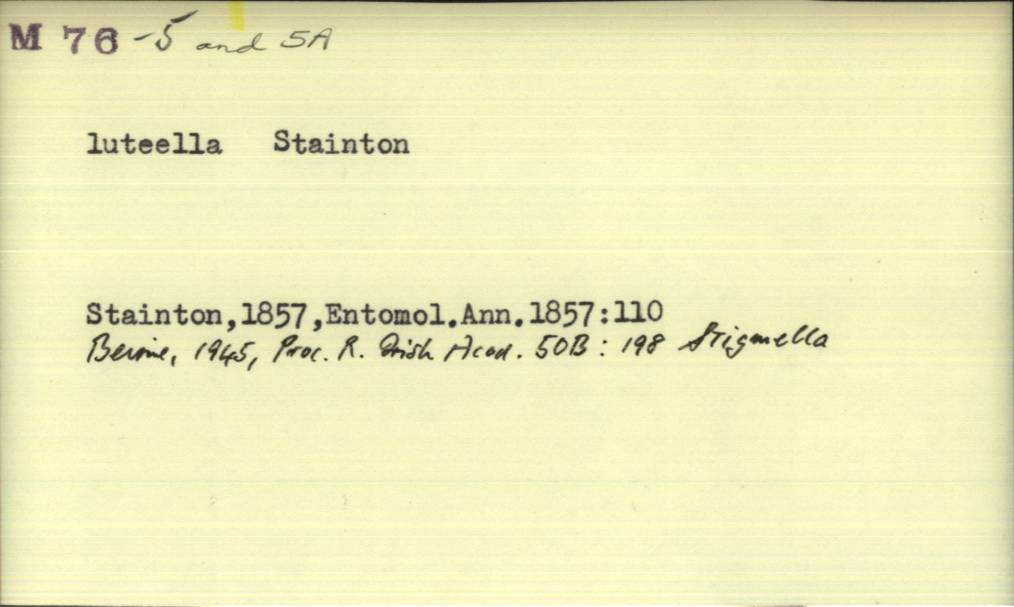 M 76 -5 and 5A
luteella Stainton
Stainton,1857,Entomol.Ann.1857:110
Beirne, 1945, Proc. R. Irish Acad. 50B : 198 Stigmella